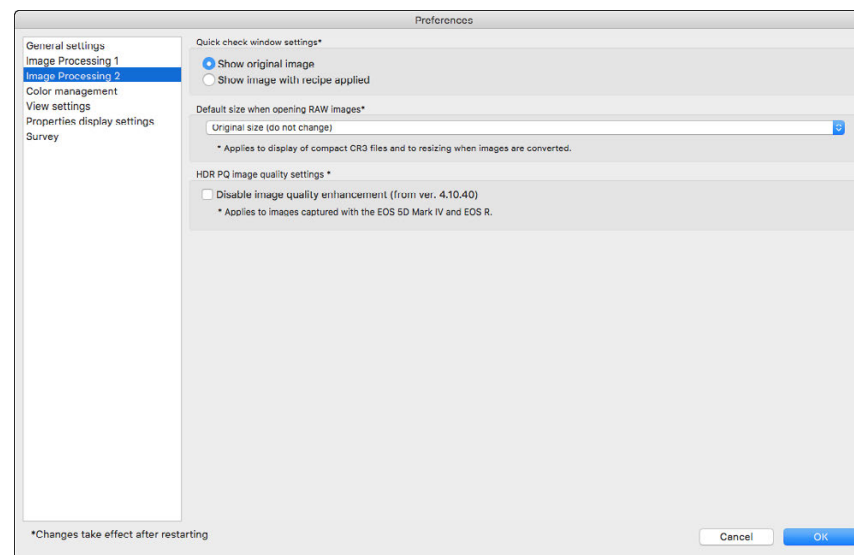 Preferences
General settings
Image Processing 1
Image Processing 2
Color management
View settings
Properties display settings
Survey
Quick check window settings*
Show original image
Show image with recipe applied
Default size when opening RAW images*
Original size (do not change)
* Applies to display of compact CR3 files and to resizing when images are converted.
HDR PQ image quality settings *
Disable image quality enhancement (from ver. 4.10.40)
* Applies to images captured with the EOS 5D Mark IV and EOS R.
*Changes take effect after restarting
Cancel
OK